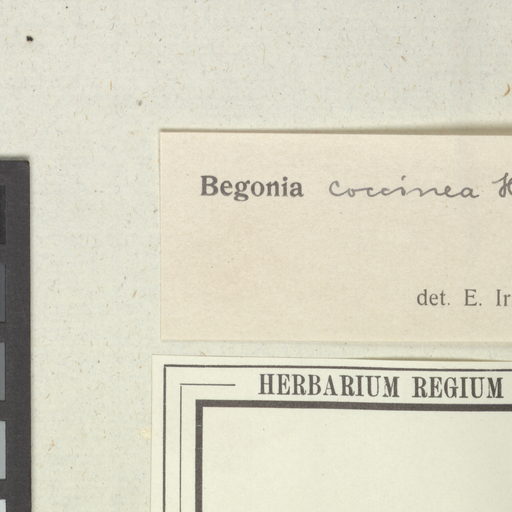 Begonia coccinea
det. E.
HERBARIUM REGIUM